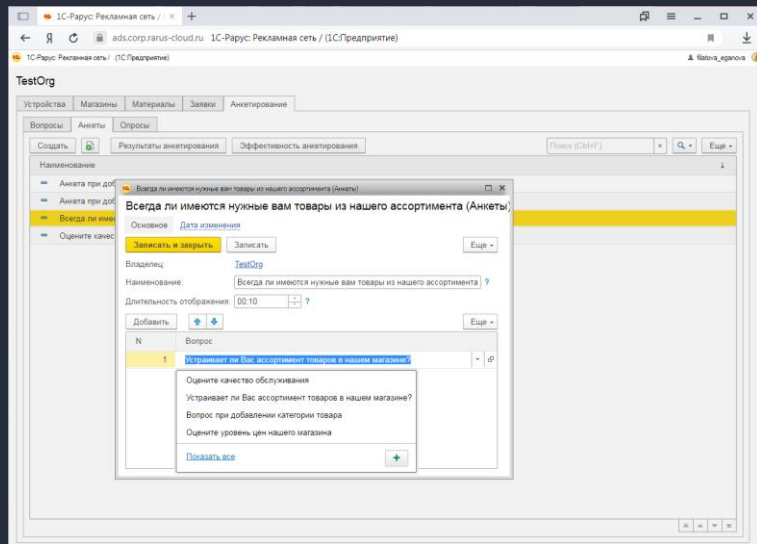 1С-Рарус: Рекламная сеть /
ads.corp.rarus-cloud.ru 1С-Рарус: Рекламная сеть / (1С:Предприятие)
1С-Рарус: Рекламная сеть / (1С:Предприятие) filatova_eganova
TestOrg
Устройства Магазины Материалы Заявки Анкетирование
Вопросы Анкеты Опросы
Создать Результаты анкетирования Эффективность анкетирования Поиск (Ctrl+F) Еще
Наименование
Анкета при доб
Анкета при доб
Всегда ли имею
Оцените качес
Всегда ли имеются нужные вам товары из нашего ассортимента (Анкеты)
Всегда ли имеются нужные вам товары из нашего ассортимента (Анкеты)
Основное Дата изменения
Записать и закрыть Записать Еще
Владелец: TestOrg
Наименование: Всегда ли имеются нужные вам товары из нашего ассортимента ?
Длительность отображения: 00:10 ?
Добавить Еще
N Вопрос
1 Устраивает ли Вас ассортимент товаров в нашем магазине?
Оцените качество обслуживания
Устраивает ли Вас ассортимент товаров в нашем магазине?
Вопрос при добавлении категории товара
Оцените уровень цен нашего магазина
Показать все